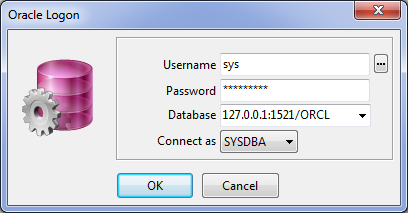 Oracle Logon
Username sys
Password *********
Database 127.0.0.1:1521/ORCL
Connect as SYSDBA
OK Cancel